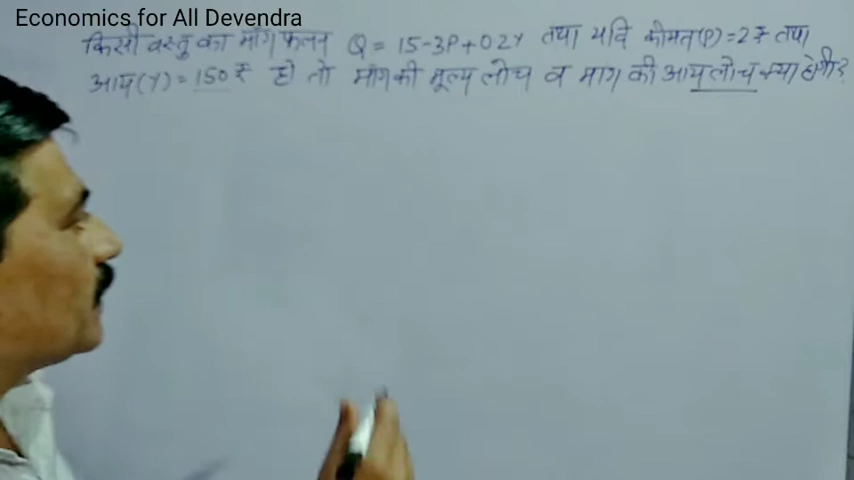 Economics for All Devendra
किसी वस्तु का माँग फलन Q = 15-3P+0.2Y तथा यदि कीमत(P)=2₹ तथा
आय(Y)=150₹ हो तो माँग की मूल्य लोच व माँग की आय लोच क्या होगी?